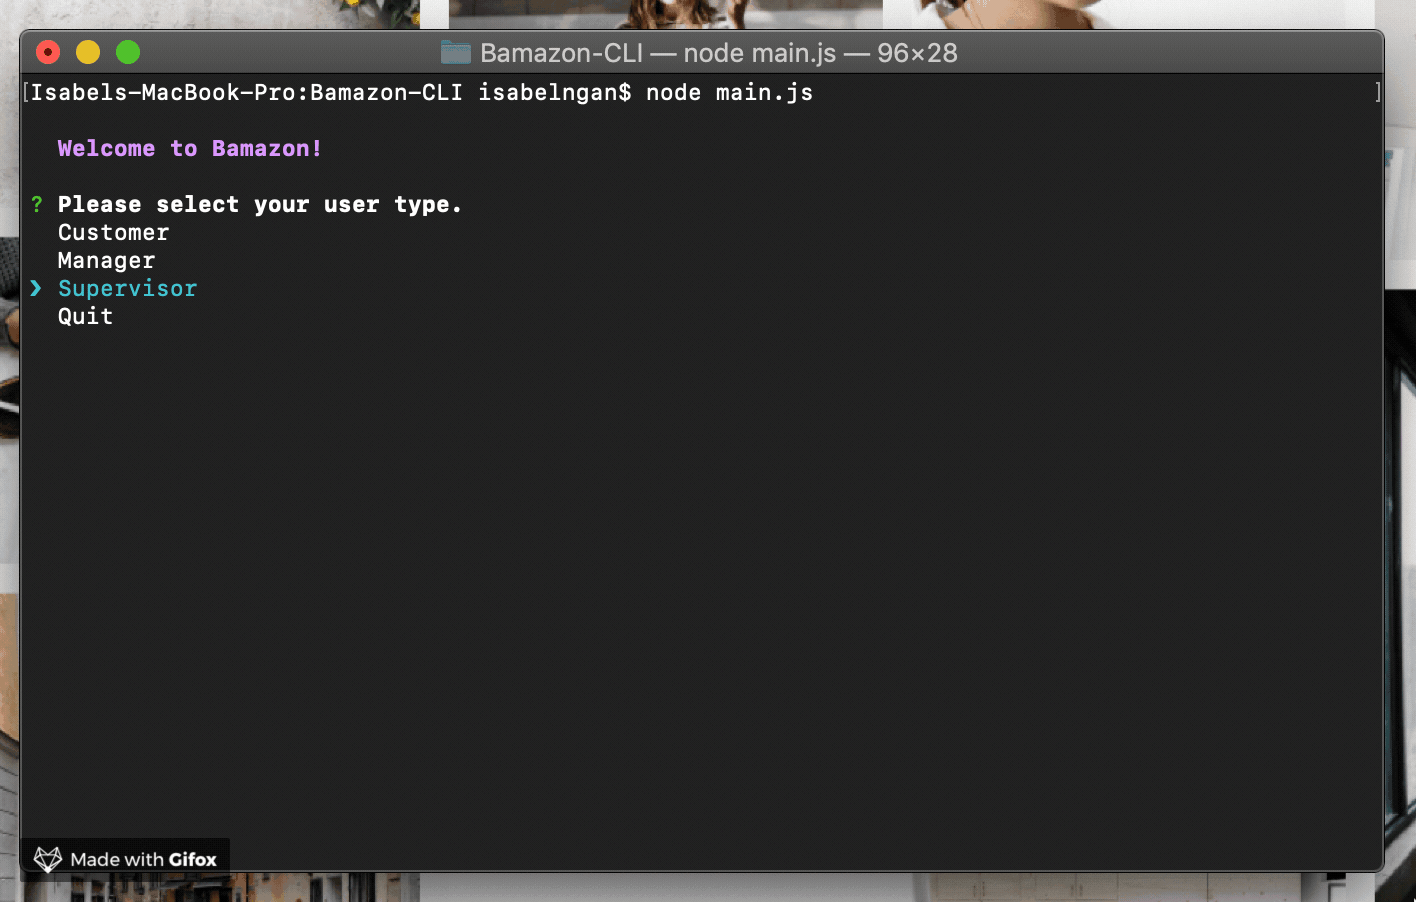 Bamazon-CLI — node main.js — 96×28
[Isabels-MacBook-Pro:Bamazon-CLI isabelngan$ node main.js ]
Welcome to Bamazon!
? Please select your user type.
Customer
Manager
❯ Supervisor
Quit
Made with Gifox